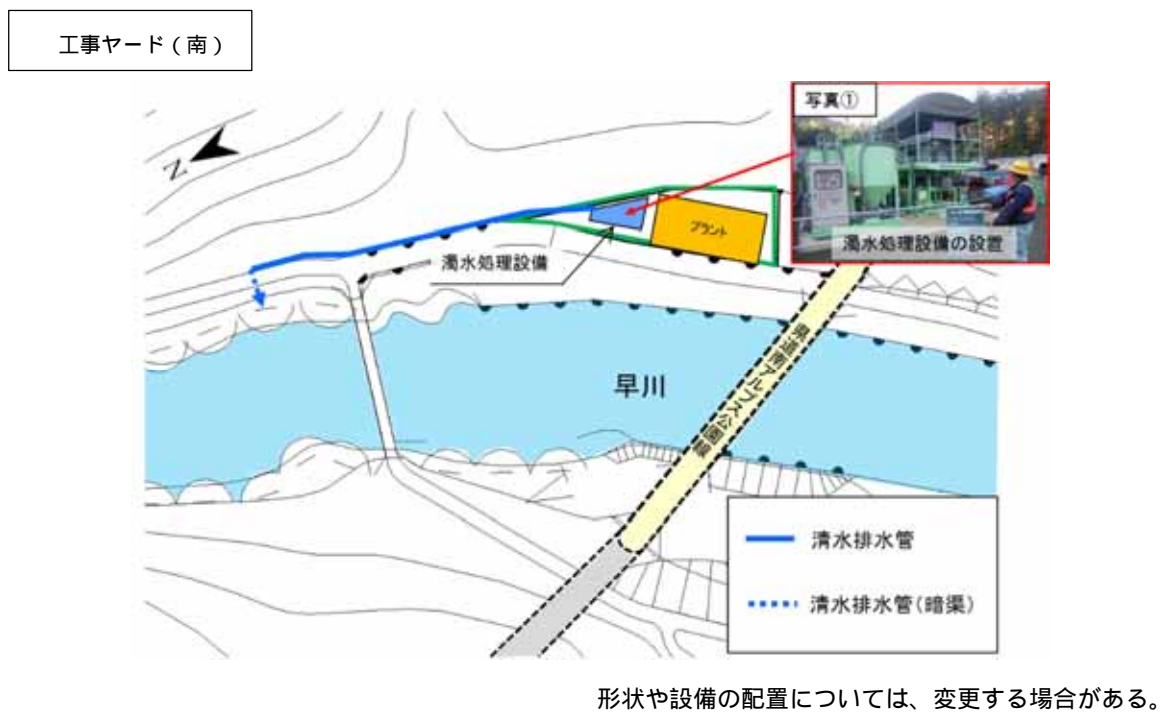 工事ヤード（南）
写真①
N
プラント
濁水処理設備の設置
濁水処理設備
県道南アルプス公園線
早川
清水排水管
清水排水管(暗渠)
形状や設備の配置については、変更する場合がある。